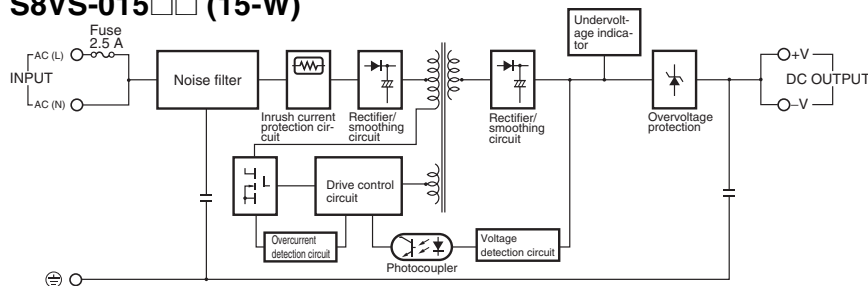 S8VS-015□□ (15-W)
Fuse
2.5 A
AC (L)
INPUT
AC (N)
Noise filter
Inrush current
protection cir-
cuit
Rectifier/
smoothing
circuit
Rectifier/
smoothing
circuit
Undervolt-
age indica-
tor
Overvoltage
protection
+V
DC OUTPUT
−V
Drive control
circuit
Overcurrent
detection circuit
Photocoupler
Voltage
detection circuit